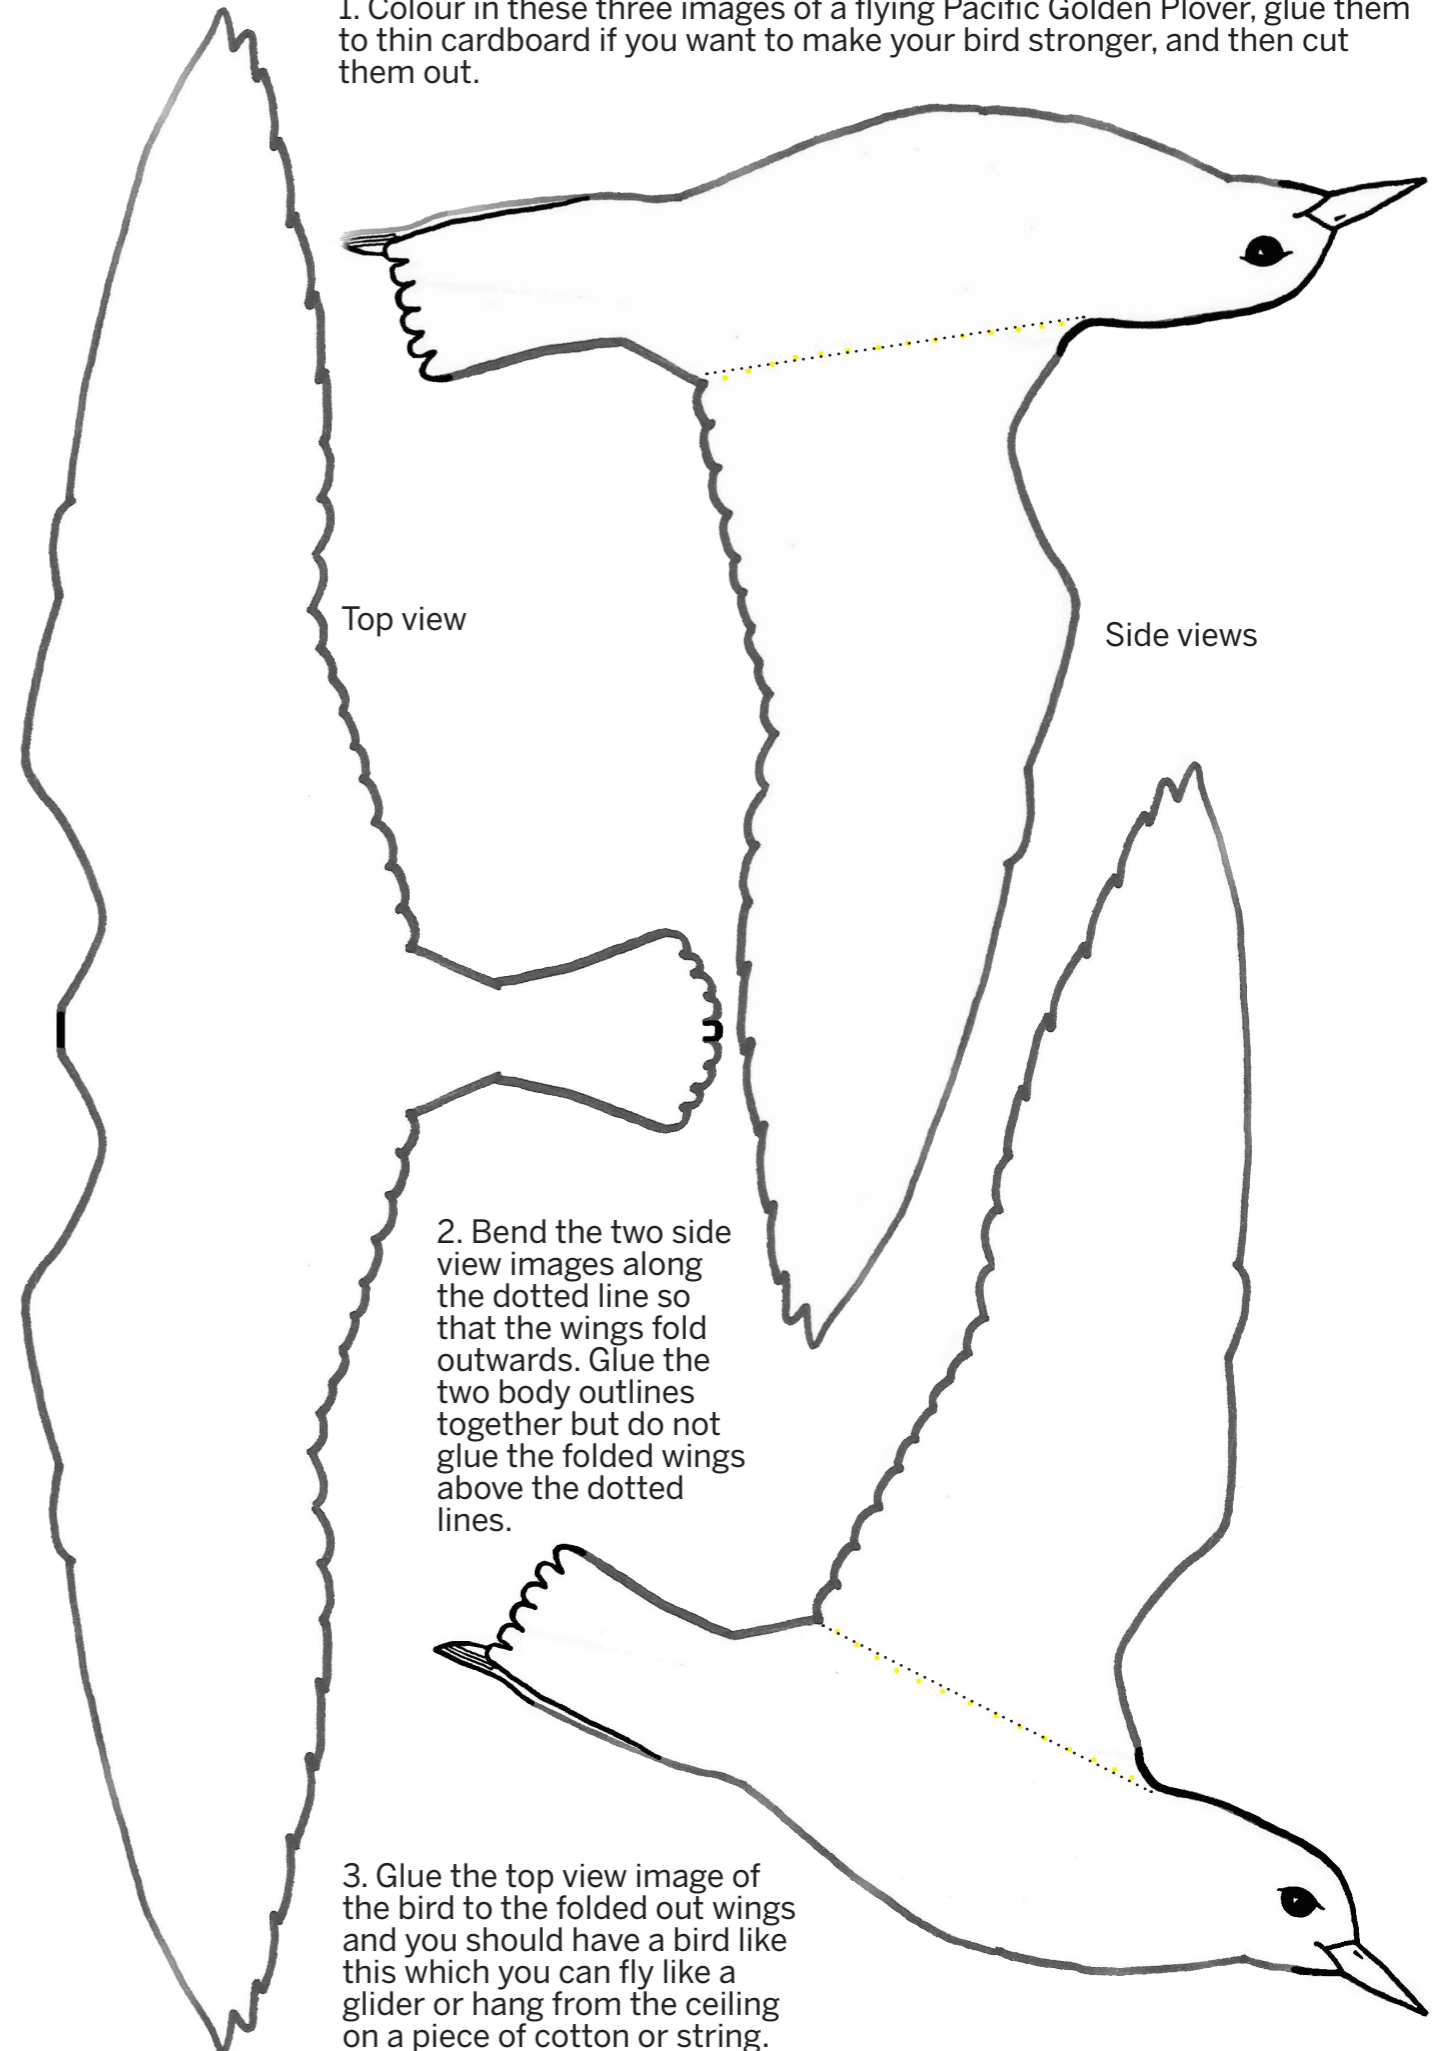 1. Colour in these three images of a flying Pacific Golden Plover, glue them
to thin cardboard if you want to make your bird stronger, and then cut
them out.
Top view
Side views
2. Bend the two side
view images along
the dotted line so
that the wings fold
outwards. Glue the
two body outlines
together but do not
glue the folded wings
above the dotted
lines.
3. Glue the top view image of
the bird to the folded out wings
and you should have a bird like
this which you can fly like a
glider or hang from the ceiling
on a piece of cotton or string.